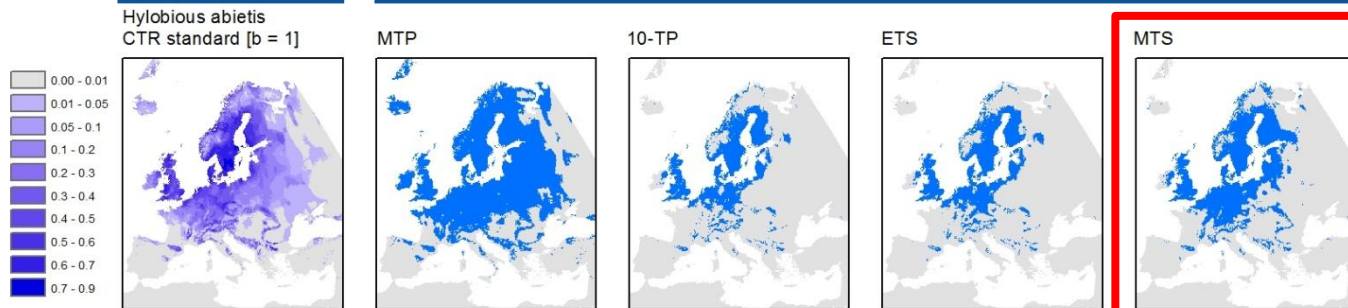 Hylobious abietis
CTR standard [b = 1]
MTP
10-TP
ETS
MTS
0.00 - 0.01
0.01 - 0.05
0.05 - 0.1
0.1 - 0.2
0.2 - 0.3
0.3 - 0.4
0.4 - 0.5
0.5 - 0.6
0.6 - 0.7
0.7 - 0.9